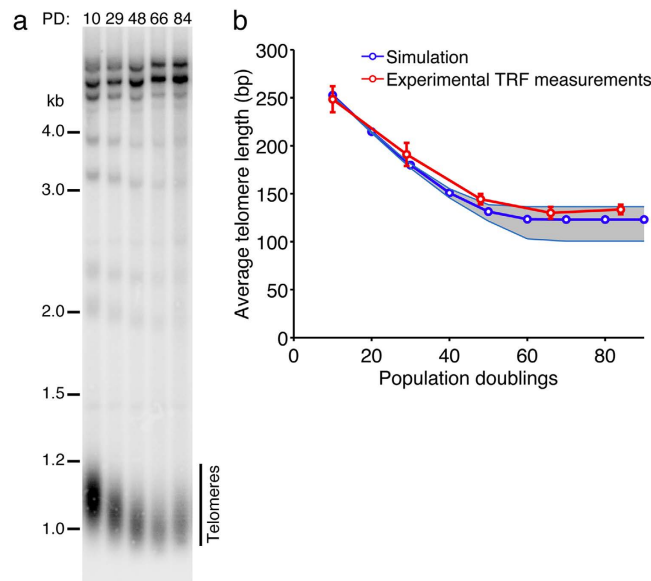 a
PD: 10 29 48 66 84
kb
4.0
3.0
2.0
1.5
1.2
1.0
Telomeres
b
Simulation
Experimental TRF measurements
Average telomere length (bp)
300
250
200
150
100
50
0
0 20 40 60 80
Population doublings